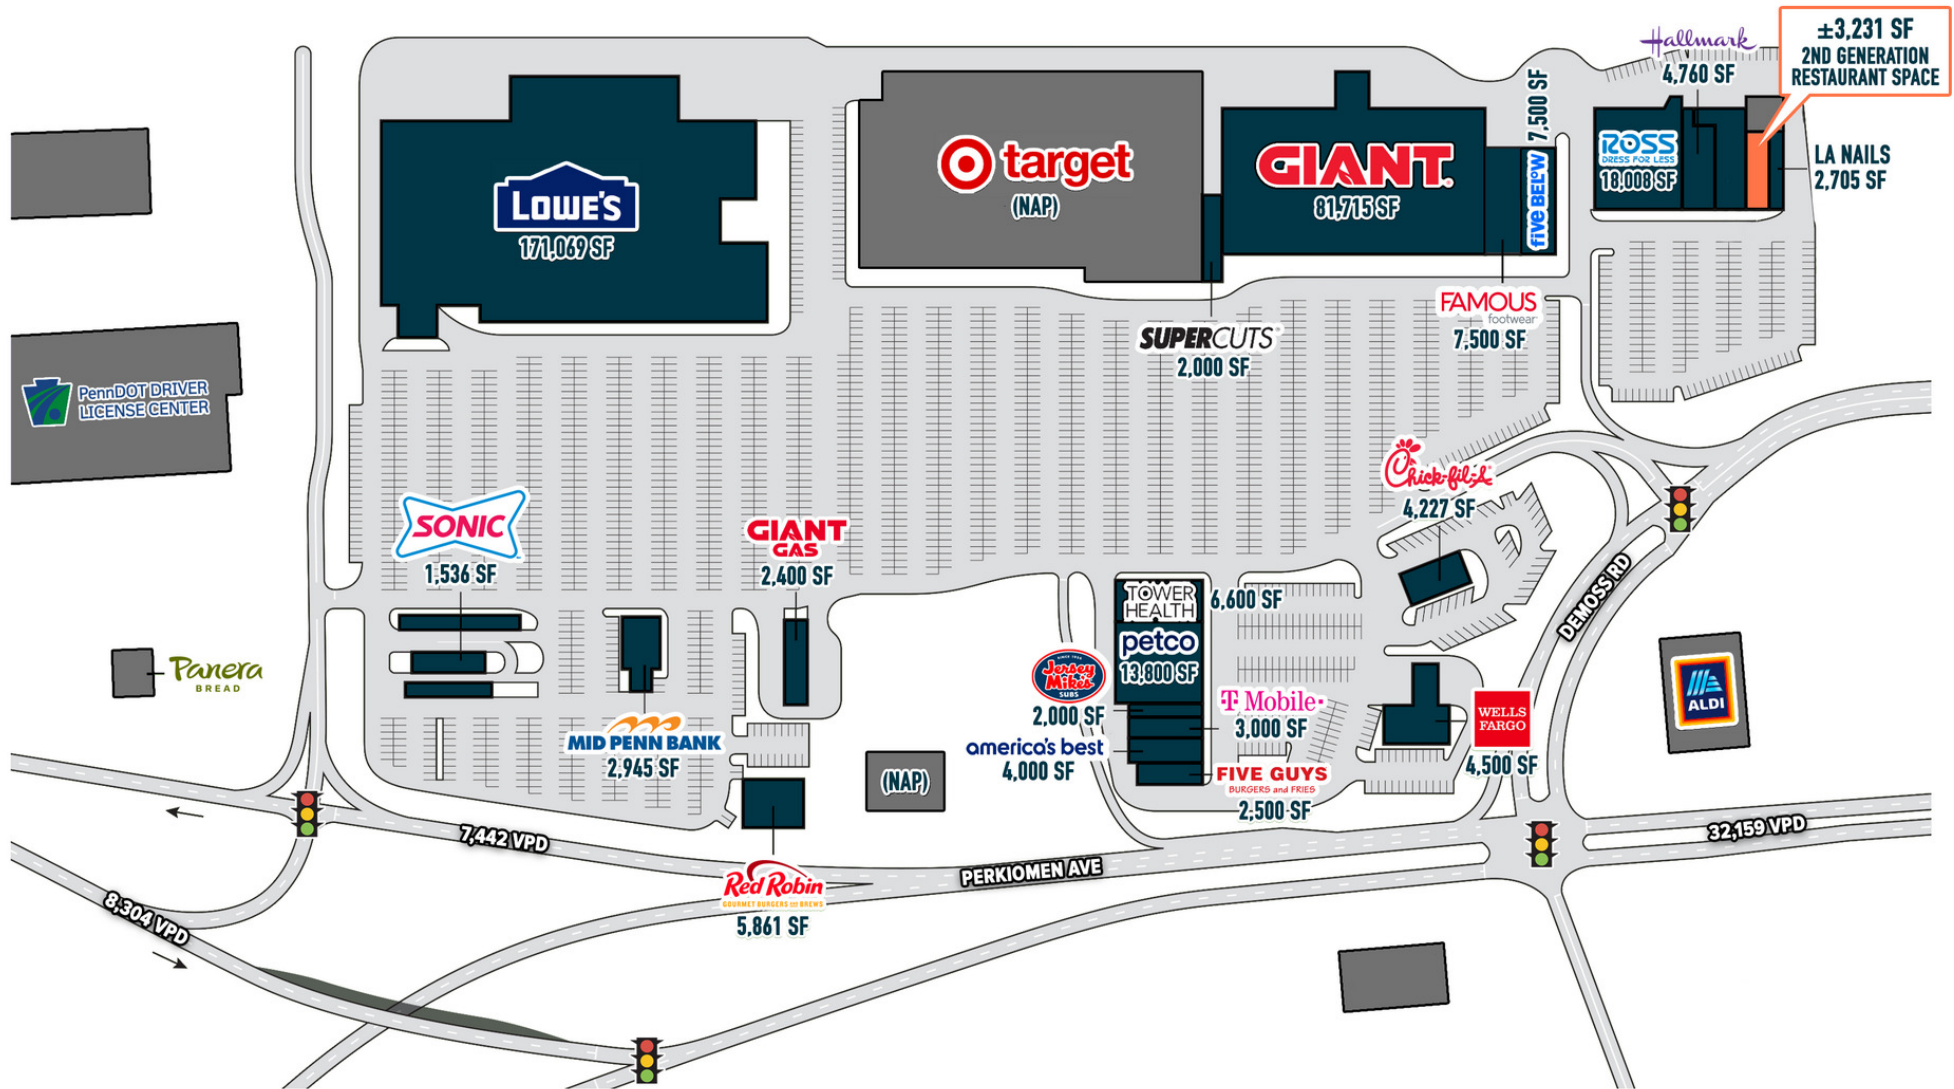 Hallmark
4,760 SF
±3,231 SF
2ND GENERATION
RESTAURANT SPACE
7,500 SF
five BEL°W
ROSS
DRESS FOR LESS
18,008 SF
LA NAILS
2,705 SF
LOWE'S
171,069 SF
target
(NAP)
GIANT
81,715 SF
SUPERCUTS
2,000 SF
FAMOUS
footwear
7,500 SF
PennDOT DRIVER
LICENSE CENTER
SONIC
1,536 SF
GIANT
GAS
2,400 SF
Chick-fil-A
4,227 SF
TOWER
HEALTH
6,600 SF
petco
13,800 SF
DEMOSS RD
Panera
BREAD
SINCE 1956
Jersey
Mike's
SUBS
2,000 SF
T Mobile
3,000 SF
WELLS
FARGO
4,500 SF
ALDI
MID PENN BANK
2,945 SF
america's best
4,000 SF
FIVE GUYS
BURGERS and FRIES
2,500 SF
(NAP)
7,442 VPD
32,159 VPD
PERKIOMEN AVE
Red Robin
GOURMET BURGERS AND BREWS
5,861 SF
8,304 VPD